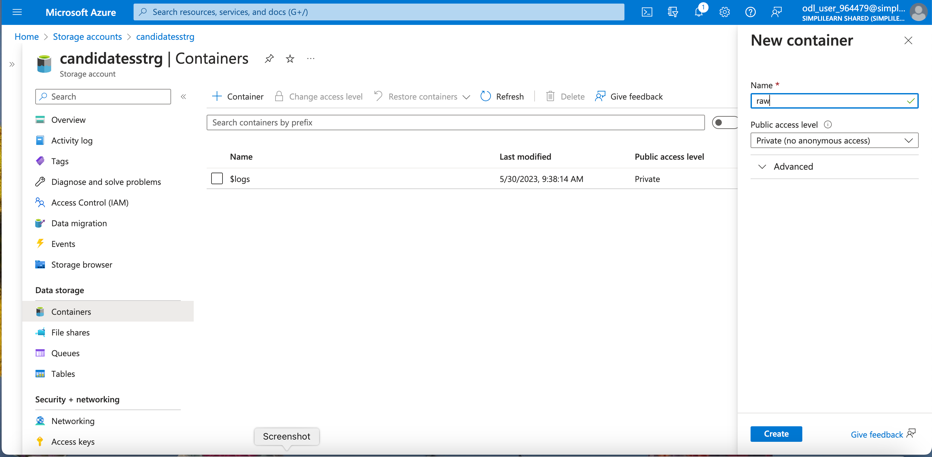 Microsoft Azure
Search resources, services, and docs (G+/)
1
odl_user_964479@simpl...
SIMPLILEARN SHARED (SIMPLILE...
Home > Storage accounts > candidatesstrg
candidatesstrg | Containers
Storage account
Search
Overview
Activity log
Tags
Diagnose and solve problems
Access Control (IAM)
Data migration
Events
Storage browser
Data storage
Containers
File shares
Queues
Tables
Security + networking
Networking
Access keys
Container
Change access level
Restore containers
Refresh
Delete
Give feedback
Search containers by prefix
Name Last modified Public access level
$logs 5/30/2023, 9:38:14 AM Private
New container
Name *
raw
Public access level
Private (no anonymous access)
Advanced
Create
Give feedback
Screenshot